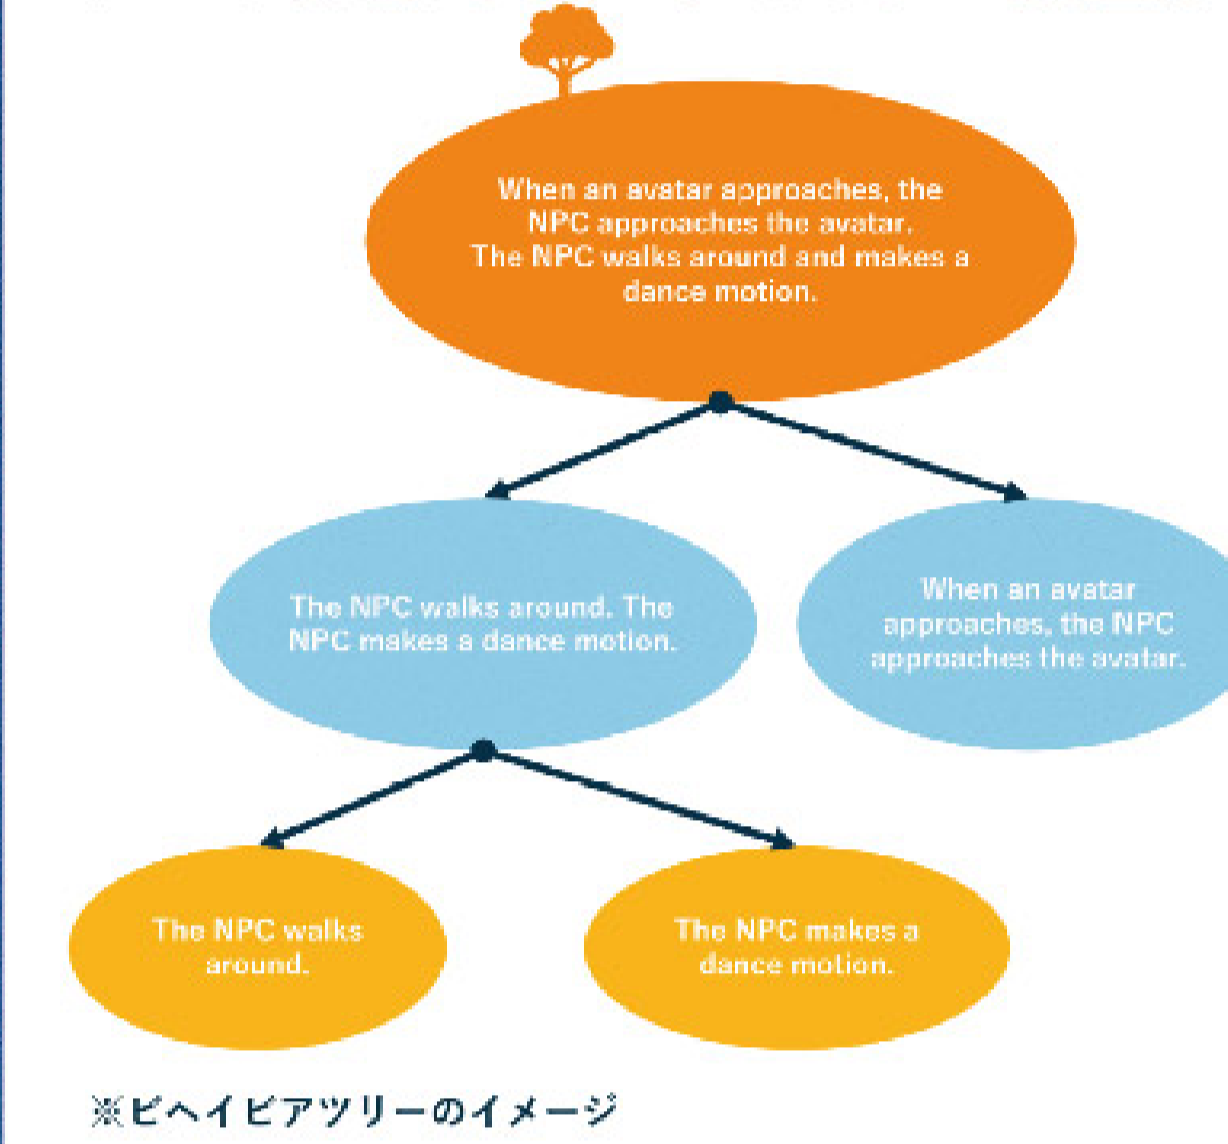 When an avatar approaches, the
NPC approaches the avatar.
The NPC walks around and makes a
dance motion.
The NPC walks around. The
NPC makes a dance motion.
When an avatar
approaches, the NPC
approaches the avatar.
The NPC walks
around.
The NPC makes a
dance motion.
※ビヘイビアツリーのイメージ